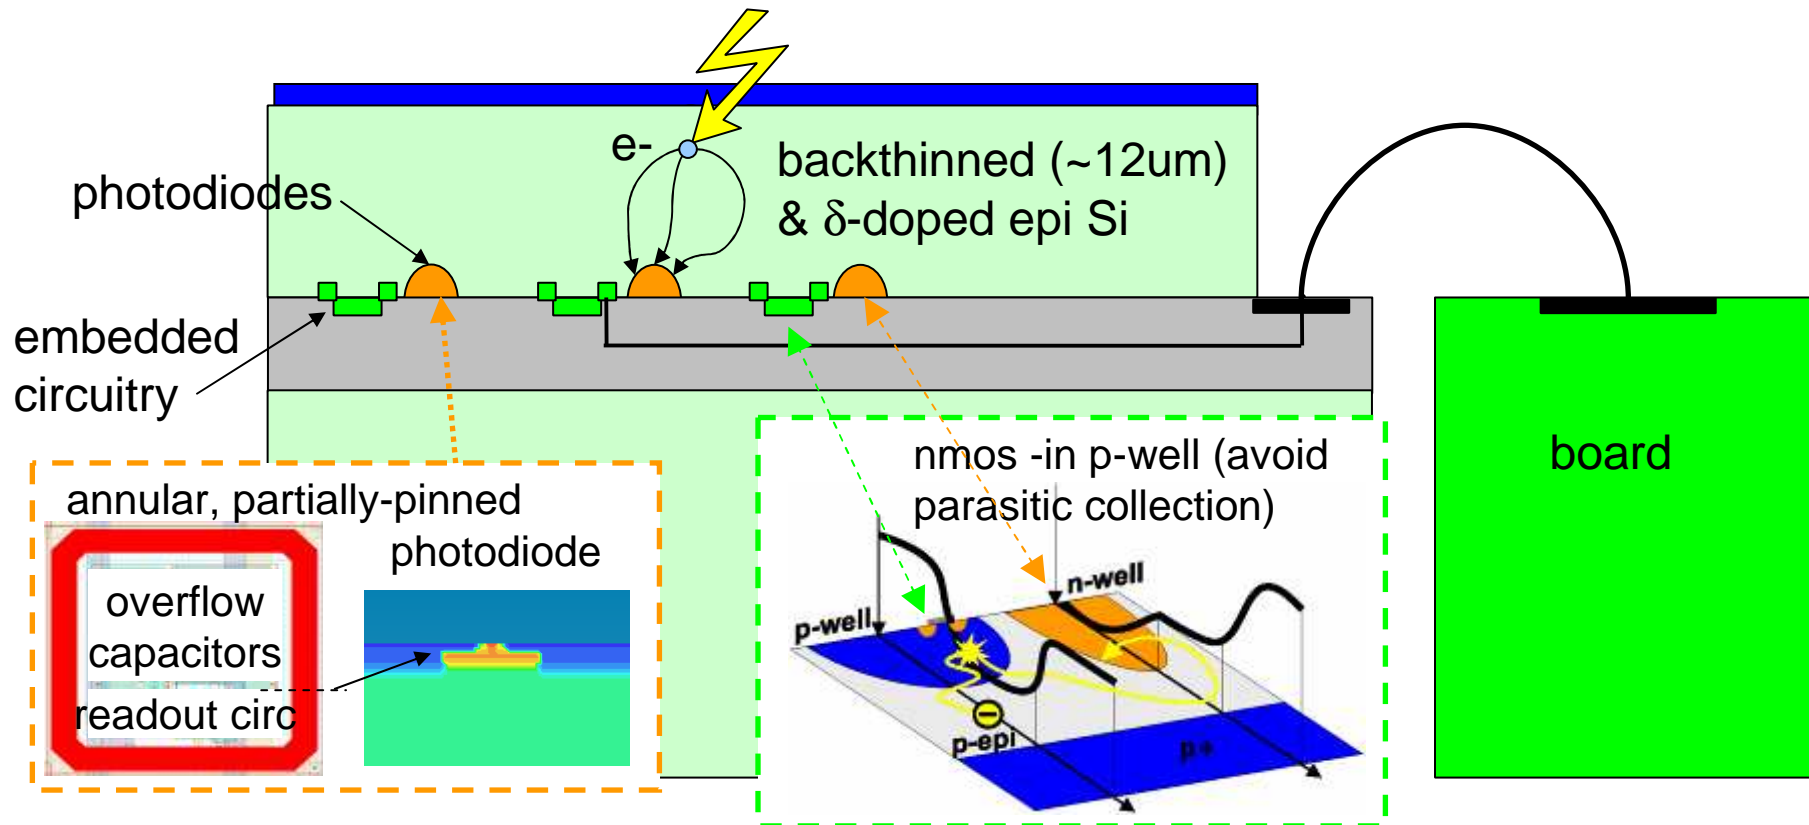 e-
backthinned (~12um)
& δ-doped epi Si
photodiodes
embedded
circuitry
board
annular, partially-pinned
photodiode
overflow
capacitors
readout circ
nmos -in p-well (avoid
parasitic collection)
n-well
p-well
p-epi
p+